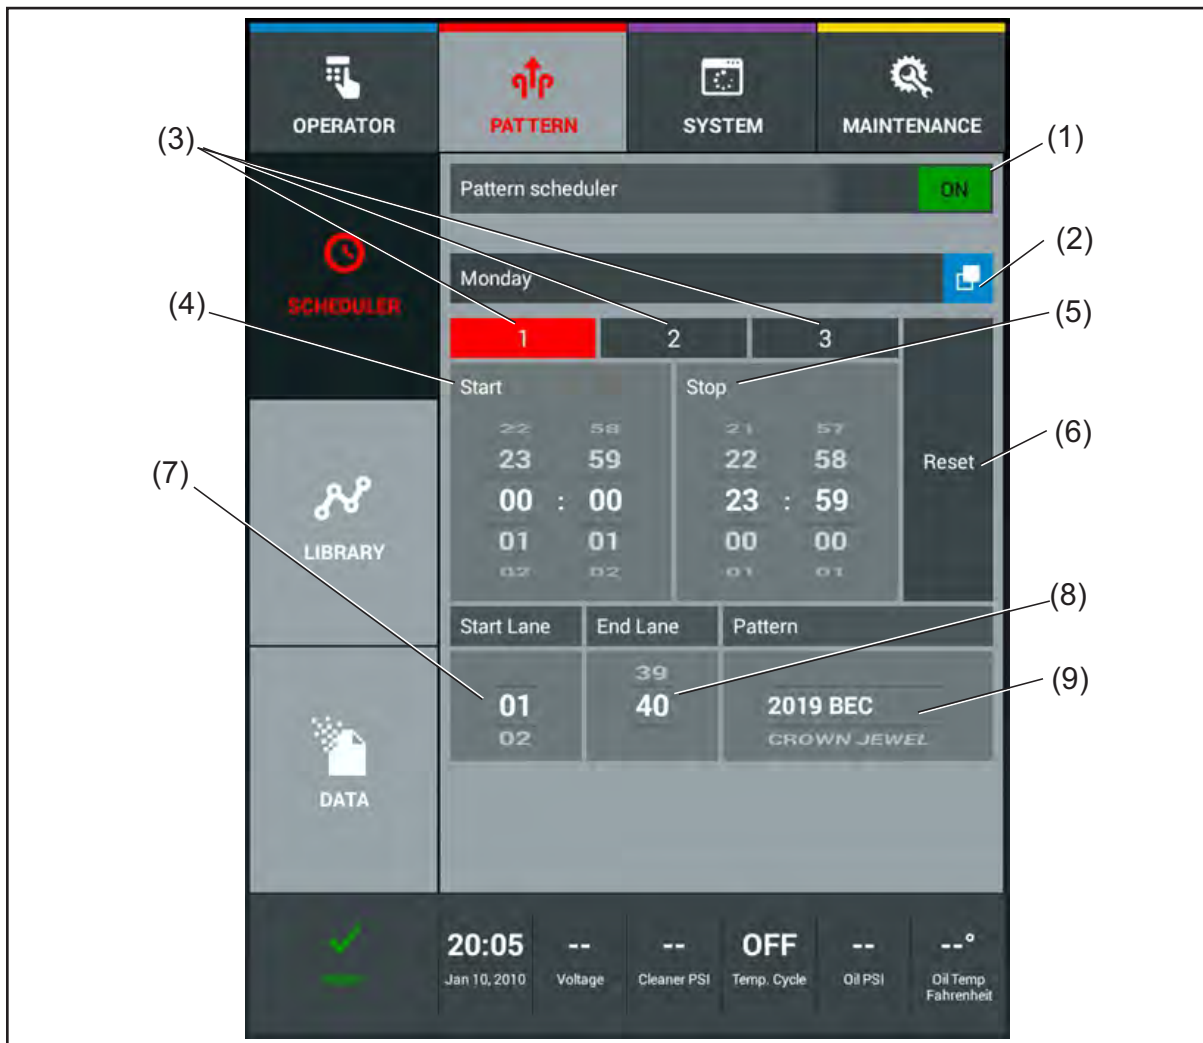 OPERATOR PATTERN SYSTEM MAINTENANCE
(1)
(3)
Pattern scheduler ON
(2)
Monday
SCHEDULER
(4)
(5)
1 2 3
Start Stop
22 58 21 57
(6)
23 59 22 58 Reset
(7)
00 : 00 23 : 59
01 01 00 00
LIBRARY
02 02 01 01
(8)
Start Lane End Lane Pattern
39
(9)
01 40 2019 BEC
02 CROWN JEWEL
DATA
20:05 -- -- OFF -- --°
Jan 10, 2010 Voltage Cleaner PSI Temp. Cycle Oil PSI Oil Temp
Fahrenheit